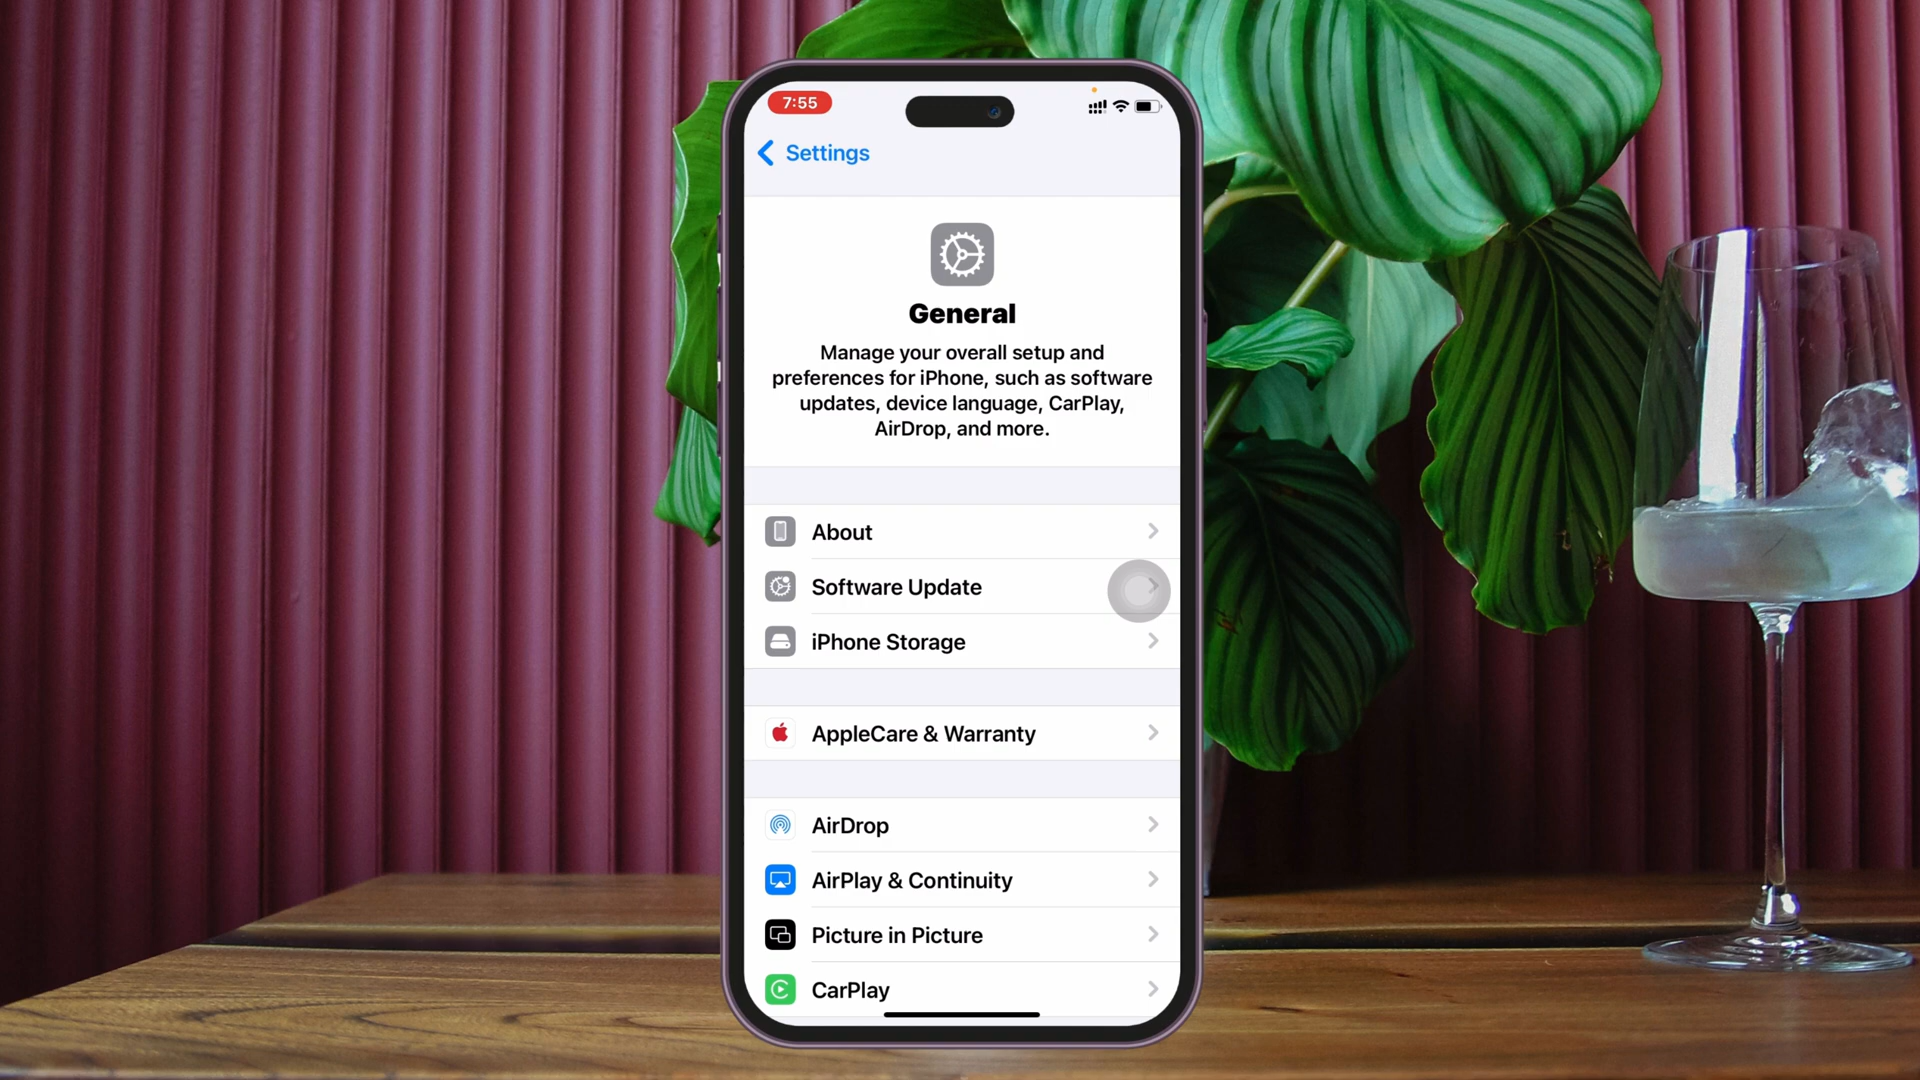 7:55
Settings
General
Manage your overall setup and
preferences for iPhone, such as software
updates, device language, CarPlay,
AirDrop, and more.
About
Software Update
iPhone Storage
AppleCare & Warranty
AirDrop
AirPlay & Continuity
Picture in Picture
CarPlay